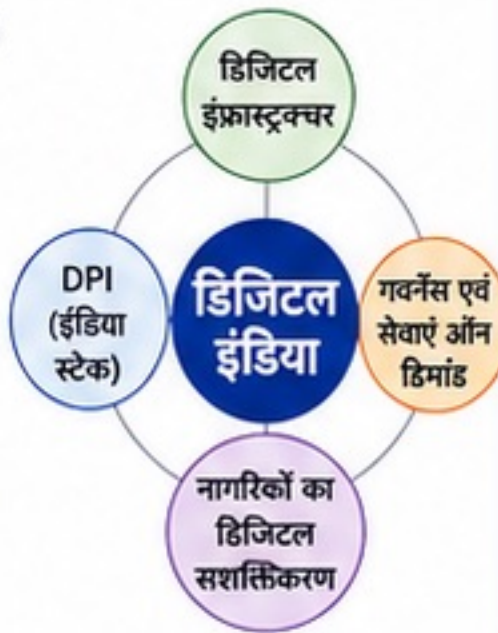 डिजिटल
इंफ्रास्ट्रक्चर
DPI
(इंडिया
स्टेक)
डिजिटल
इंडिया
गवर्नेंस एवं
सेवाएं ऑन
डिमांड
नागरिकों का
डिजिटल
सशक्तिकरण